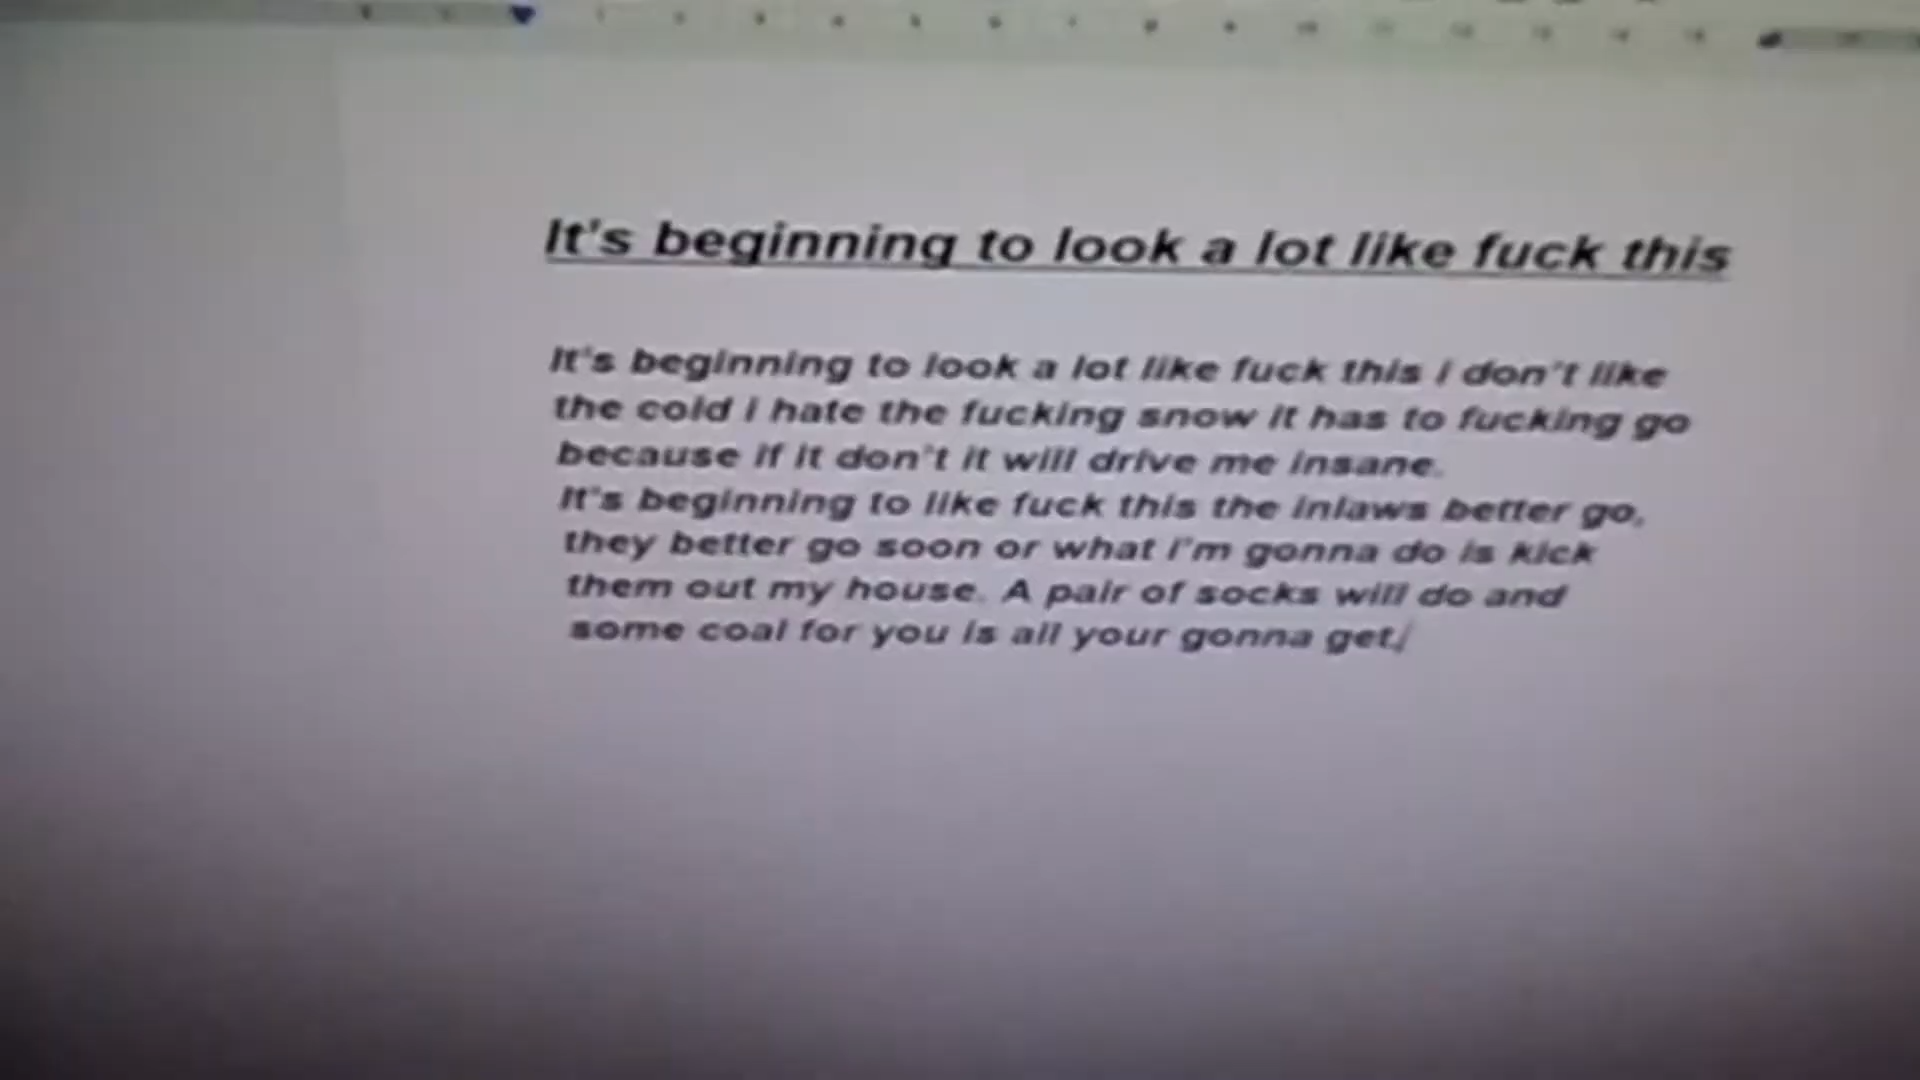 It's beginning to look a lot like fuck this
It's beginning to look a lot like fuck this i don't like
the cold i hate the fucking snow it has to fucking go
because if it don't it will drive me insane.
It's beginning to like fuck this the inlaws better go,
they better go soon or what i'm gonna do is kick
them out my house. A pair of socks will do and
some coal for you is all your gonna get.